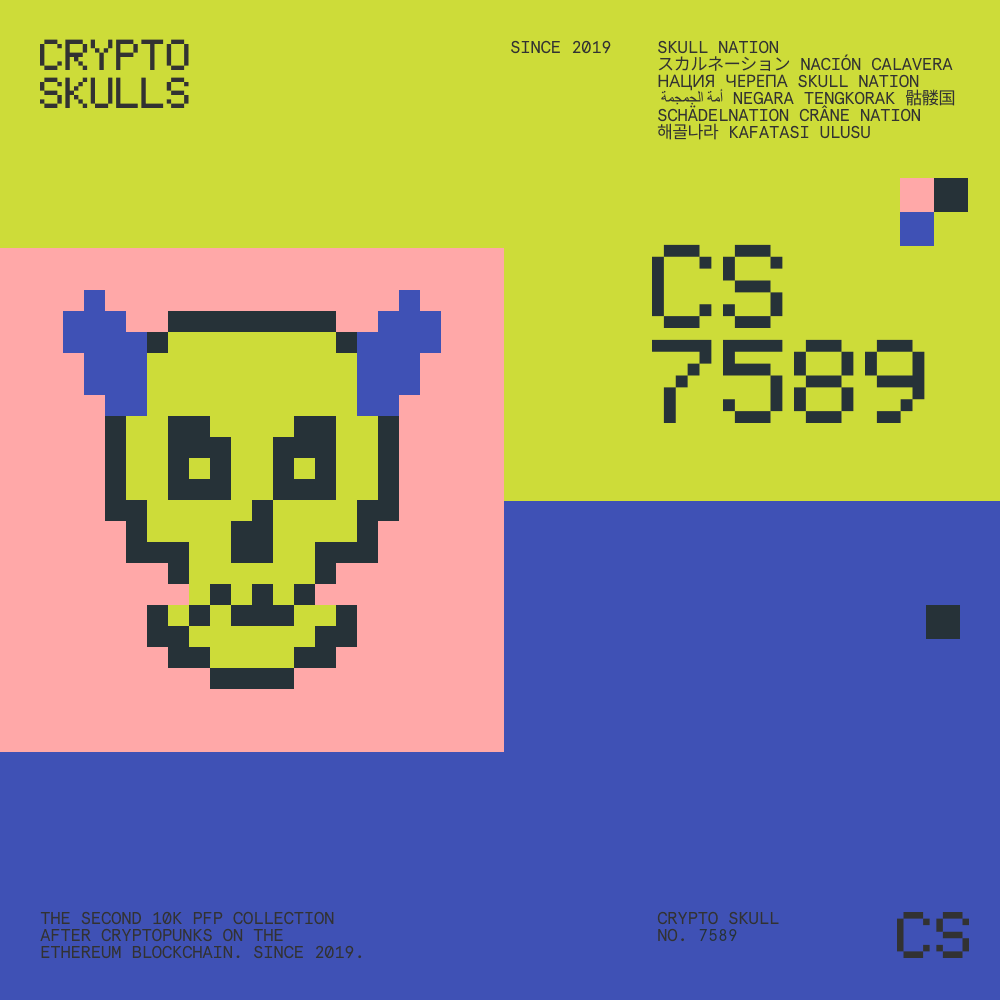 CRYPTO
SKULLS
SINCE 2019
SKULL NATION
スカルネーション NACIÓN CALAVERA
НАЦИЯ ЧЕРЕПА SKULL NATION
أمة الجمجمة NEGARA TENGKORAK 骷髅国
SCHÄDELNATION CRÂNE NATION
해골나라 KAFATASI ULUSU
CS
7589
THE SECOND 10K PFP COLLECTION
AFTER CRYPTOPUNKS ON THE
ETHEREUM BLOCKCHAIN. SINCE 2019.
CRYPTO SKULL
NO. 7589
CS